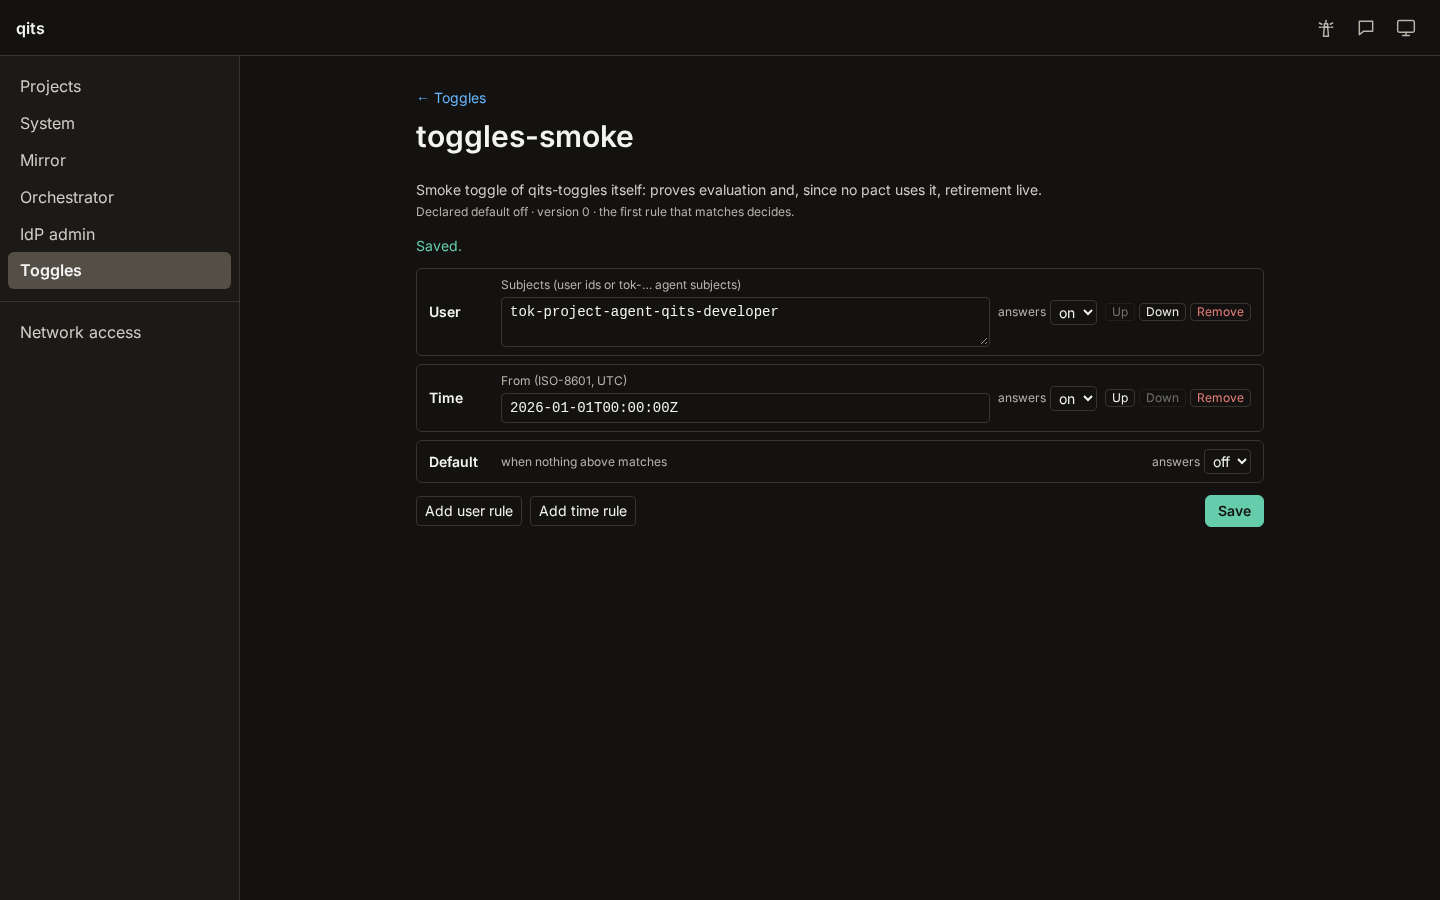 qits
Projects
System
Mirror
Orchestrator
IdP admin
Toggles
Network access
← Toggles
toggles-smoke
Smoke toggle of qits-toggles itself: proves evaluation and, since no pact uses it, retirement live.
Declared default off · version 0 · the first rule that matches decides.
Saved.
Subjects (user ids or tok-... agent subjects)
User tok-project-agent-qits-developer answers on Up Down Remove
From (ISO-8601, UTC)
Time 2026-01-01T00:00:00Z answers on Up Down Remove
Default when nothing above matches answers off
Add user rule Add time rule Save